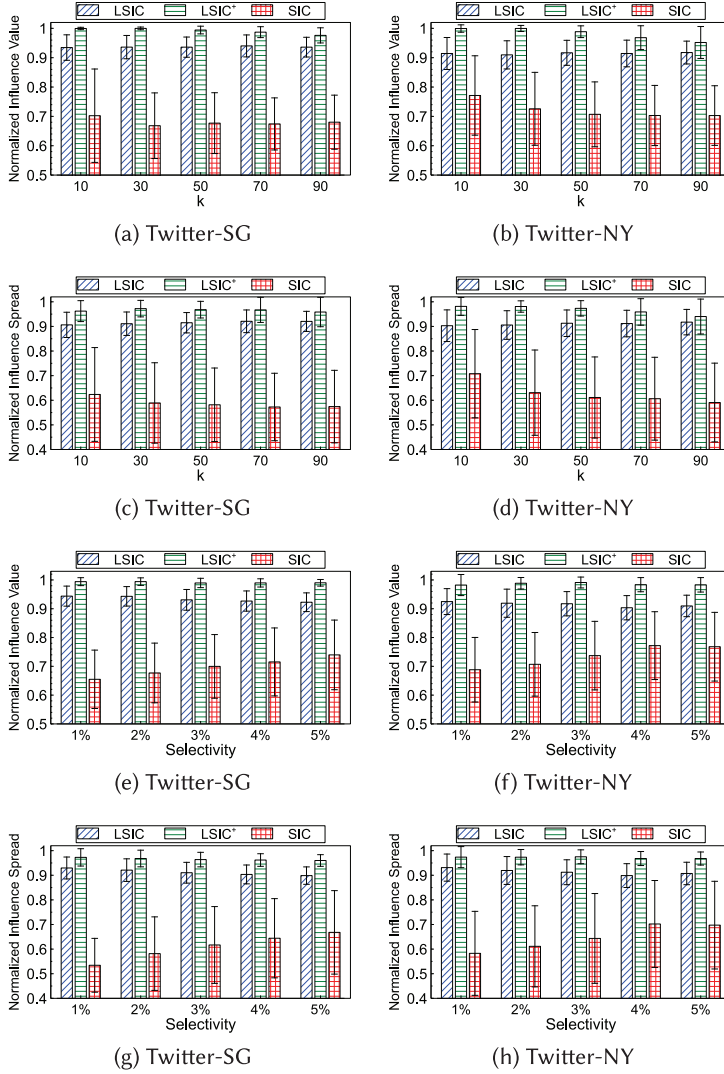 LSIC LSIC⁺ SIC
Normalized Influence Value
1
0.9
0.8
0.7
0.6
0.5
10 30 50 70 90
k
(a) Twitter-SG
LSIC LSIC⁺ SIC
Normalized Influence Value
1
0.9
0.8
0.7
0.6
0.5
10 30 50 70 90
k
(b) Twitter-NY
LSIC LSIC⁺ SIC
Normalized Influence Spread
1
0.9
0.8
0.7
0.6
0.5
0.4
10 30 50 70 90
k
(c) Twitter-SG
LSIC LSIC⁺ SIC
Normalized Influence Spread
1
0.9
0.8
0.7
0.6
0.5
0.4
10 30 50 70 90
k
(d) Twitter-NY
LSIC LSIC⁺ SIC
Normalized Influence Value
1
0.9
0.8
0.7
0.6
0.5
1% 2% 3% 4% 5%
Selectivity
(e) Twitter-SG
LSIC LSIC⁺ SIC
Normalized Influence Value
1
0.9
0.8
0.7
0.6
0.5
1% 2% 3% 4% 5%
Selectivity
(f) Twitter-NY
LSIC LSIC⁺ SIC
Normalized Influence Spread
1
0.9
0.8
0.7
0.6
0.5
0.4
1% 2% 3% 4% 5%
Selectivity
(g) Twitter-SG
LSIC LSIC⁺ SIC
Normalized Influence Spread
1
0.9
0.8
0.7
0.6
0.5
0.4
1% 2% 3% 4% 5%
Selectivity
(h) Twitter-NY